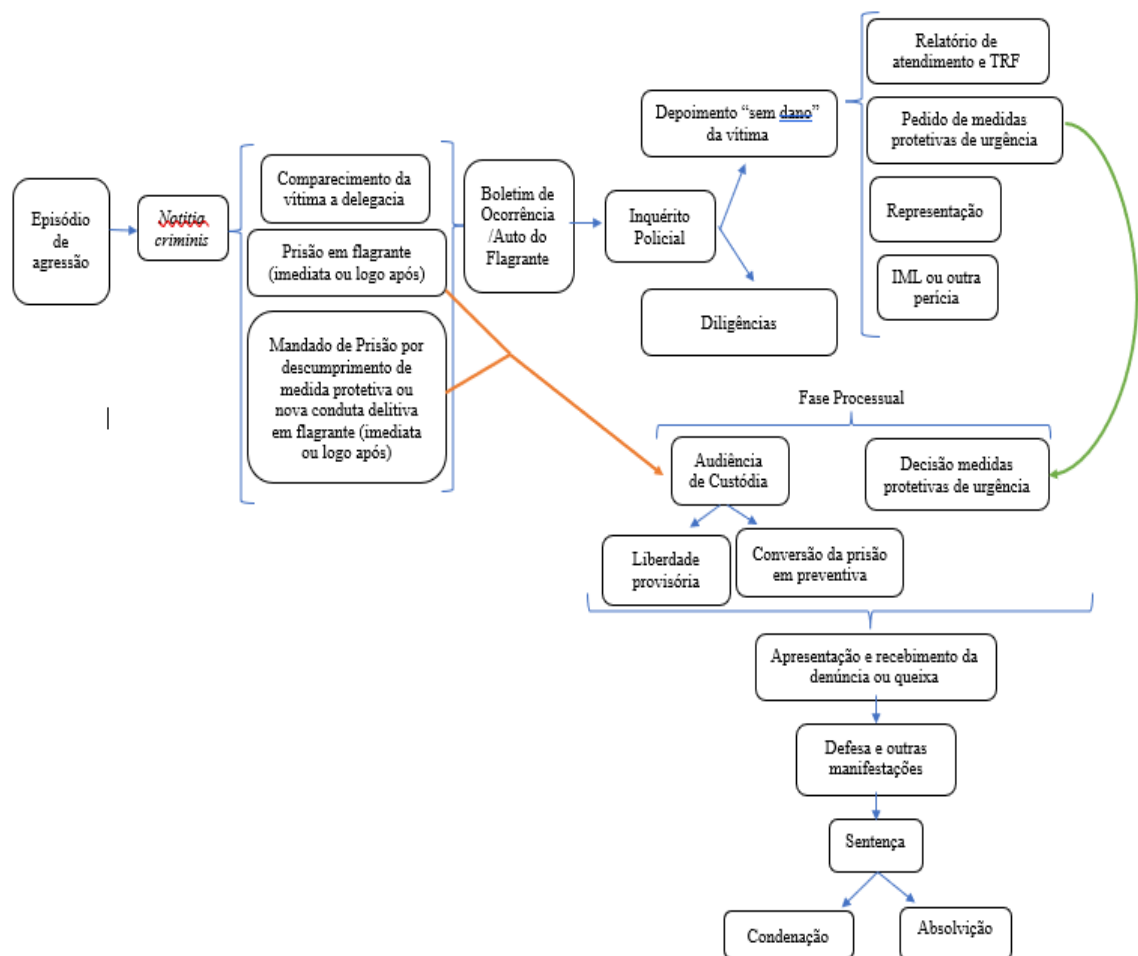 Episódio
de
agressão
Notitia
criminis
Comparecimento da
vítima a delegacia
Prisão em flagrante
(imediata ou logo após)
Mandado de Prisão por
descumprimento de
medida protetiva ou
nova conduta delitiva
em flagrante (imediata
ou logo após)
Boletim de
Ocorrência
/Auto do
Flagrante
Inquérito
Policial
Depoimento “sem dano”
da vítima
Diligências
Relatório de
atendimento e TRF
Pedido de medidas
protetivas de urgência
Representação
IML ou outra
perícia
Fase Processual
Audiência
de Custódia
Decisão medidas
protetivas de urgência
Liberdade
provisória
Conversão da prisão
em preventiva
Apresentação e recebimento da
denúncia ou queixa
Defesa e outras
manifestações
Sentença
Condenação
Absolvição